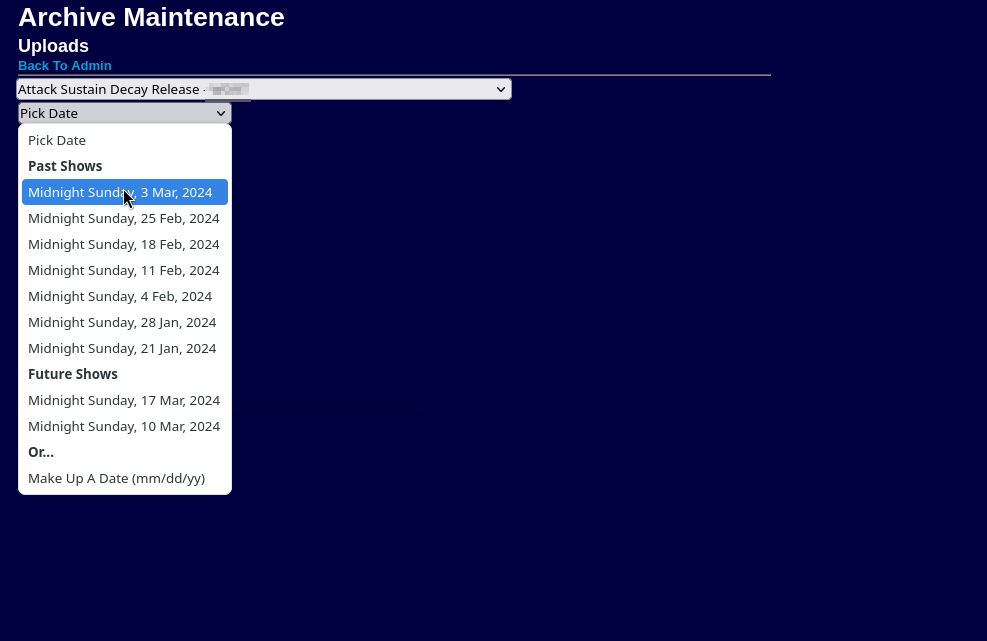 Archive Maintenance
Uploads
Back To Admin
Attack Sustain Decay Release -
Pick Date
Pick Date
Past Shows
Midnight Sunday, 3 Mar, 2024
Midnight Sunday, 25 Feb, 2024
Midnight Sunday, 18 Feb, 2024
Midnight Sunday, 11 Feb, 2024
Midnight Sunday, 4 Feb, 2024
Midnight Sunday, 28 Jan, 2024
Midnight Sunday, 21 Jan, 2024
Future Shows
Midnight Sunday, 17 Mar, 2024
Midnight Sunday, 10 Mar, 2024
Or...
Make Up A Date (mm/dd/yy)